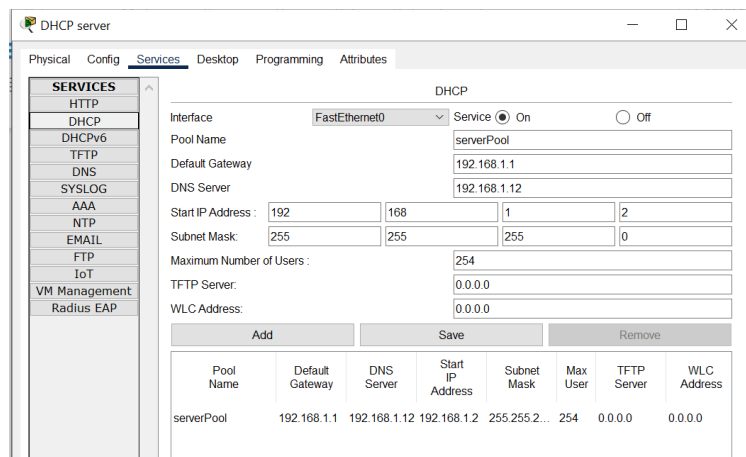 DHCP server
Physical Config Services Desktop Programming Attributes
SERVICES
HTTP
DHCP
DHCPv6
TFTP
DNS
SYSLOG
AAA
NTP
EMAIL
FTP
IoT
VM Management
Radius EAP
DHCP
Interface FastEthernet0 Service On Off
Pool Name serverPool
Default Gateway 192.168.1.1
DNS Server 192.168.1.12
Start IP Address : 192 168 1 2
Subnet Mask: 255 255 255 0
Maximum Number of Users : 254
TFTP Server: 0.0.0.0
WLC Address: 0.0.0.0
Add Save Remove
Pool Name Default Gateway DNS Server Start IP Address Subnet Mask Max User TFTP Server WLC Address
serverPool 192.168.1.1 192.168.1.12 192.168.1.2 255.255.2... 254 0.0.0.0 0.0.0.0